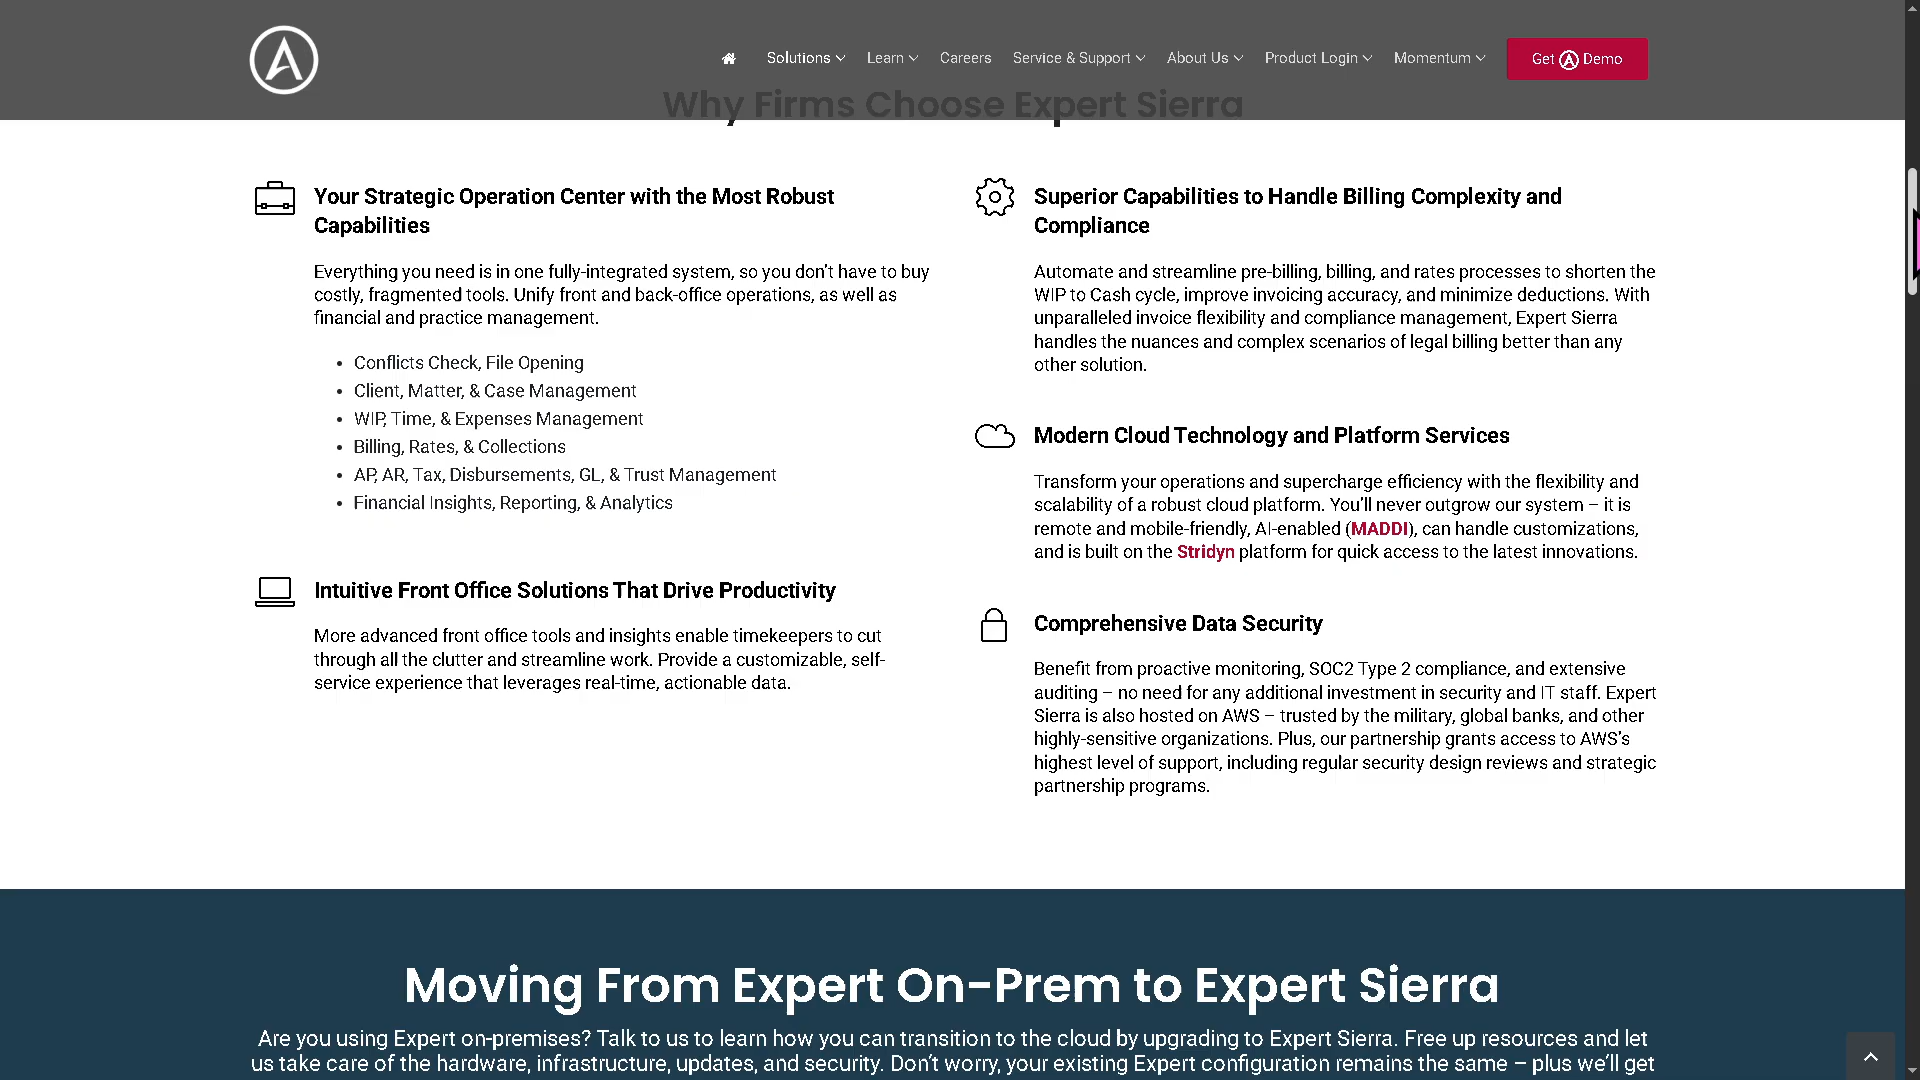 Solutions
Learn
Careers
Service & Support
About Us
Product Login
Momentum
Get A Demo
Why Firms Choose Expert Sierra
Your Strategic Operation Center with the Most Robust
Capabilities
Everything you need is in one fully-integrated system, so you don't have to buy
costly, fragmented tools. Unify front and back-office operations, as well as
financial and practice management.
• Conflicts Check, File Opening
• Client, Matter, & Case Management
• WIP, Time, & Expenses Management
• Billing, Rates, & Collections
• AP, AR, Tax, Disbursements, GL, & Trust Management
• Financial Insights, Reporting, & Analytics
Intuitive Front Office Solutions That Drive Productivity
More advanced front office tools and insights enable timekeepers to cut
through all the clutter and streamline work. Provide a customizable, self-
service experience that leverages real-time, actionable data.
Superior Capabilities to Handle Billing Complexity and
Compliance
Automate and streamline pre-billing, billing, and rates processes to shorten the
WIP to Cash cycle, improve invoicing accuracy, and minimize deductions. With
unparalleled invoice flexibility and compliance management, Expert Sierra
handles the nuances and complex scenarios of legal billing better than any
other solution.
Modern Cloud Technology and Platform Services
Transform your operations and supercharge efficiency with the flexibility and
scalability of a robust cloud platform. You'll never outgrow our system – it is
remote and mobile-friendly, AI-enabled (MADDI), can handle customizations,
and is built on the Stridyn platform for quick access to the latest innovations.
Comprehensive Data Security
Benefit from proactive monitoring, SOC2 Type 2 compliance, and extensive
auditing – no need for any additional investment in security and IT staff. Expert
Sierra is also hosted on AWS – trusted by the military, global banks, and other
highly-sensitive organizations. Plus, our partnership grants access to AWS's
highest level of support, including regular security design reviews and strategic
partnership programs.
Moving From Expert On-Prem to Expert Sierra
Are you using Expert on-premises? Talk to us to learn how you can transition to the cloud by upgrading to Expert Sierra. Free up resources and let
us take care of the hardware, infrastructure, updates, and security. Don't worry, your existing Expert configuration remains the same – plus we'll get